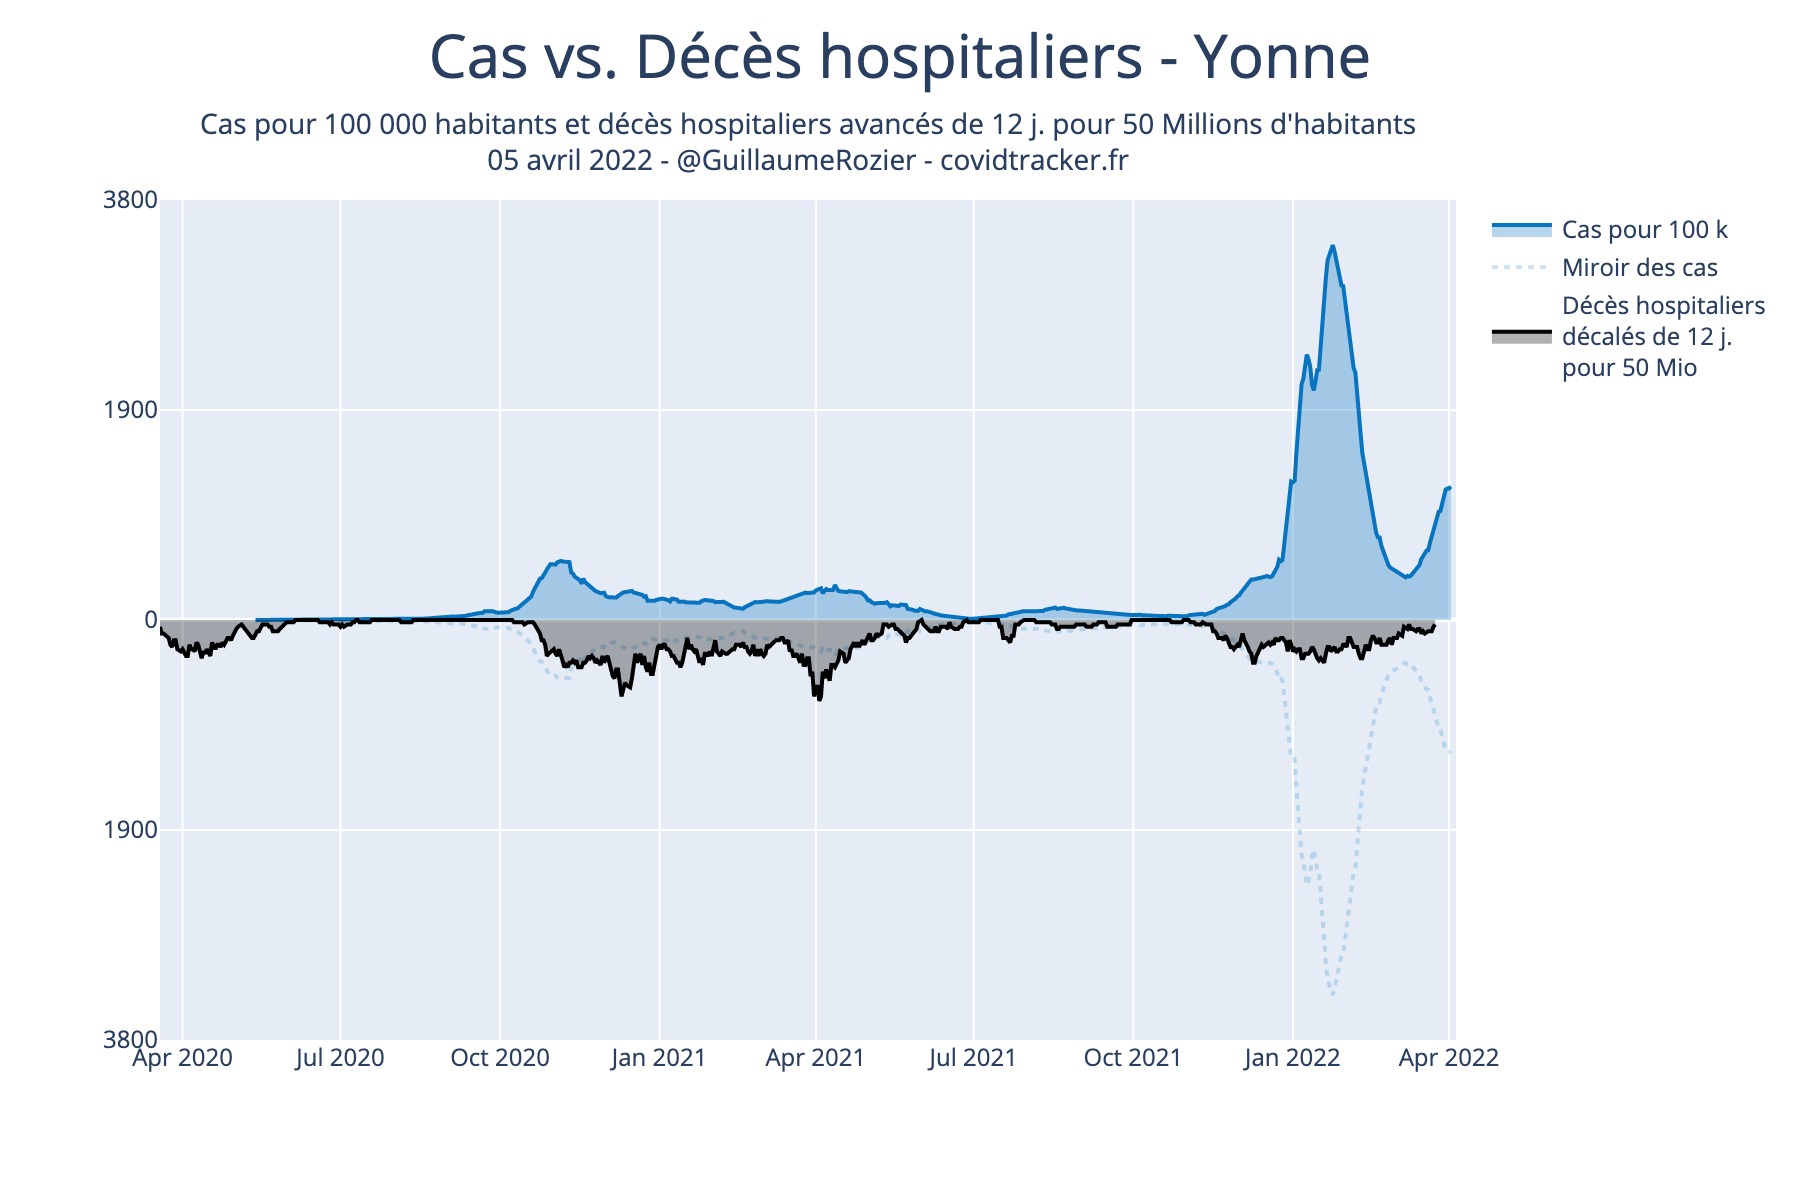 Cas vs. Décès hospitaliers - Yonne
Cas pour 100 000 habitants et décès hospitaliers avancés de 12 j. pour 50 Millions d'habitants
05 avril 2022 - @GuillaumeRozier - covidtracker.fr
3800
1900
0
1900
3800
Apr 2020
Jul 2020
Oct 2020
Jan 2021
Apr 2021
Jul 2021
Oct 2021
Jan 2022
Apr 2022
Cas pour 100 k
Miroir des cas
Décès hospitaliers
décalés de 12 j.
pour 50 Mio